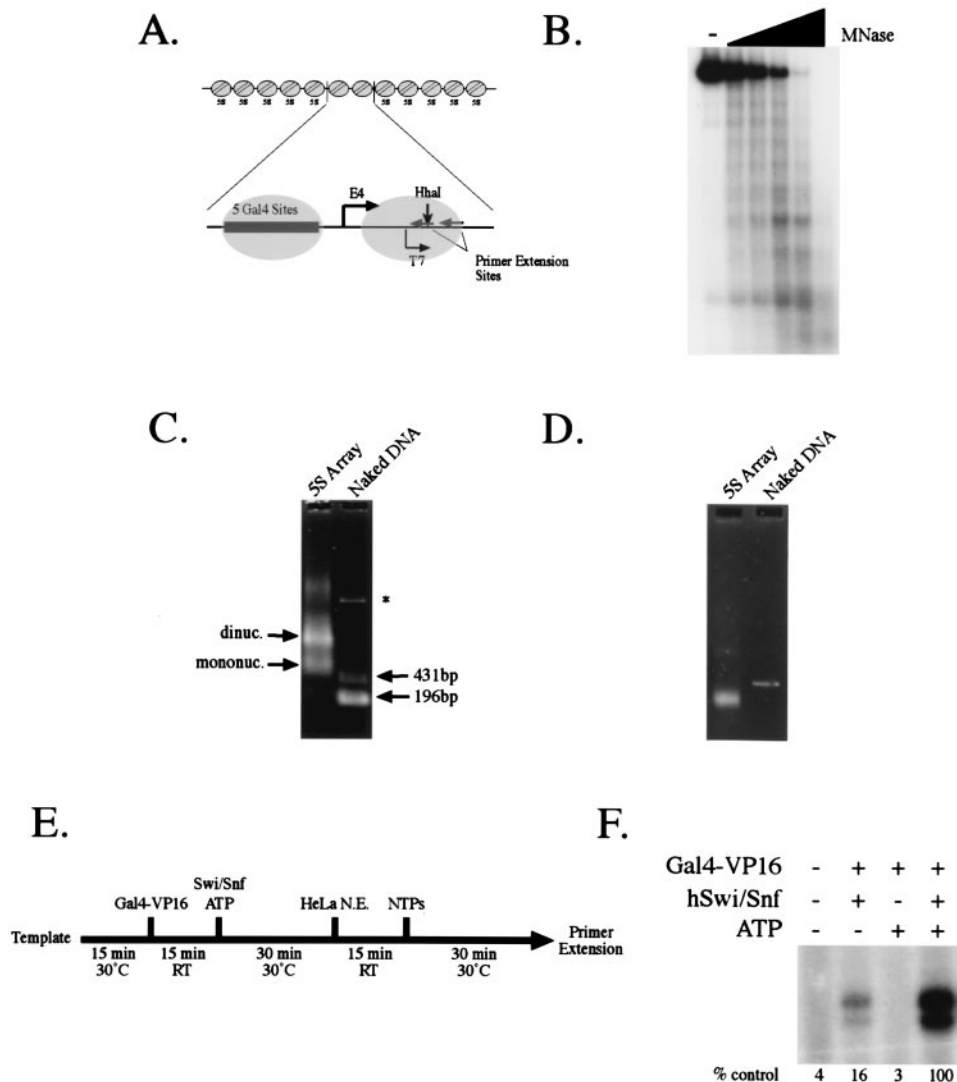 A.
5S 5S 5S 5S 5S 5S 5S 5S 5S 5S
5 Gal4 Sites
E4
HhaI
T7
Primer Extension
Sites
B.
-
MNase
C.
5S Array
Naked DNA
*
dinuc.
mononuc.
431bp
196bp
D.
5S Array
Naked DNA
E.
Template
Gal4-VP16
Swi/Snf
ATP
HeLa N.E.
NTPs
Primer
Extension
15 min
30˚C
15 min
RT
30 min
30˚C
15 min
RT
30 min
30˚C
F.
Gal4-VP16 - + + +
hSwi/Snf - + - +
ATP - - + +
% control 4 16 3 100